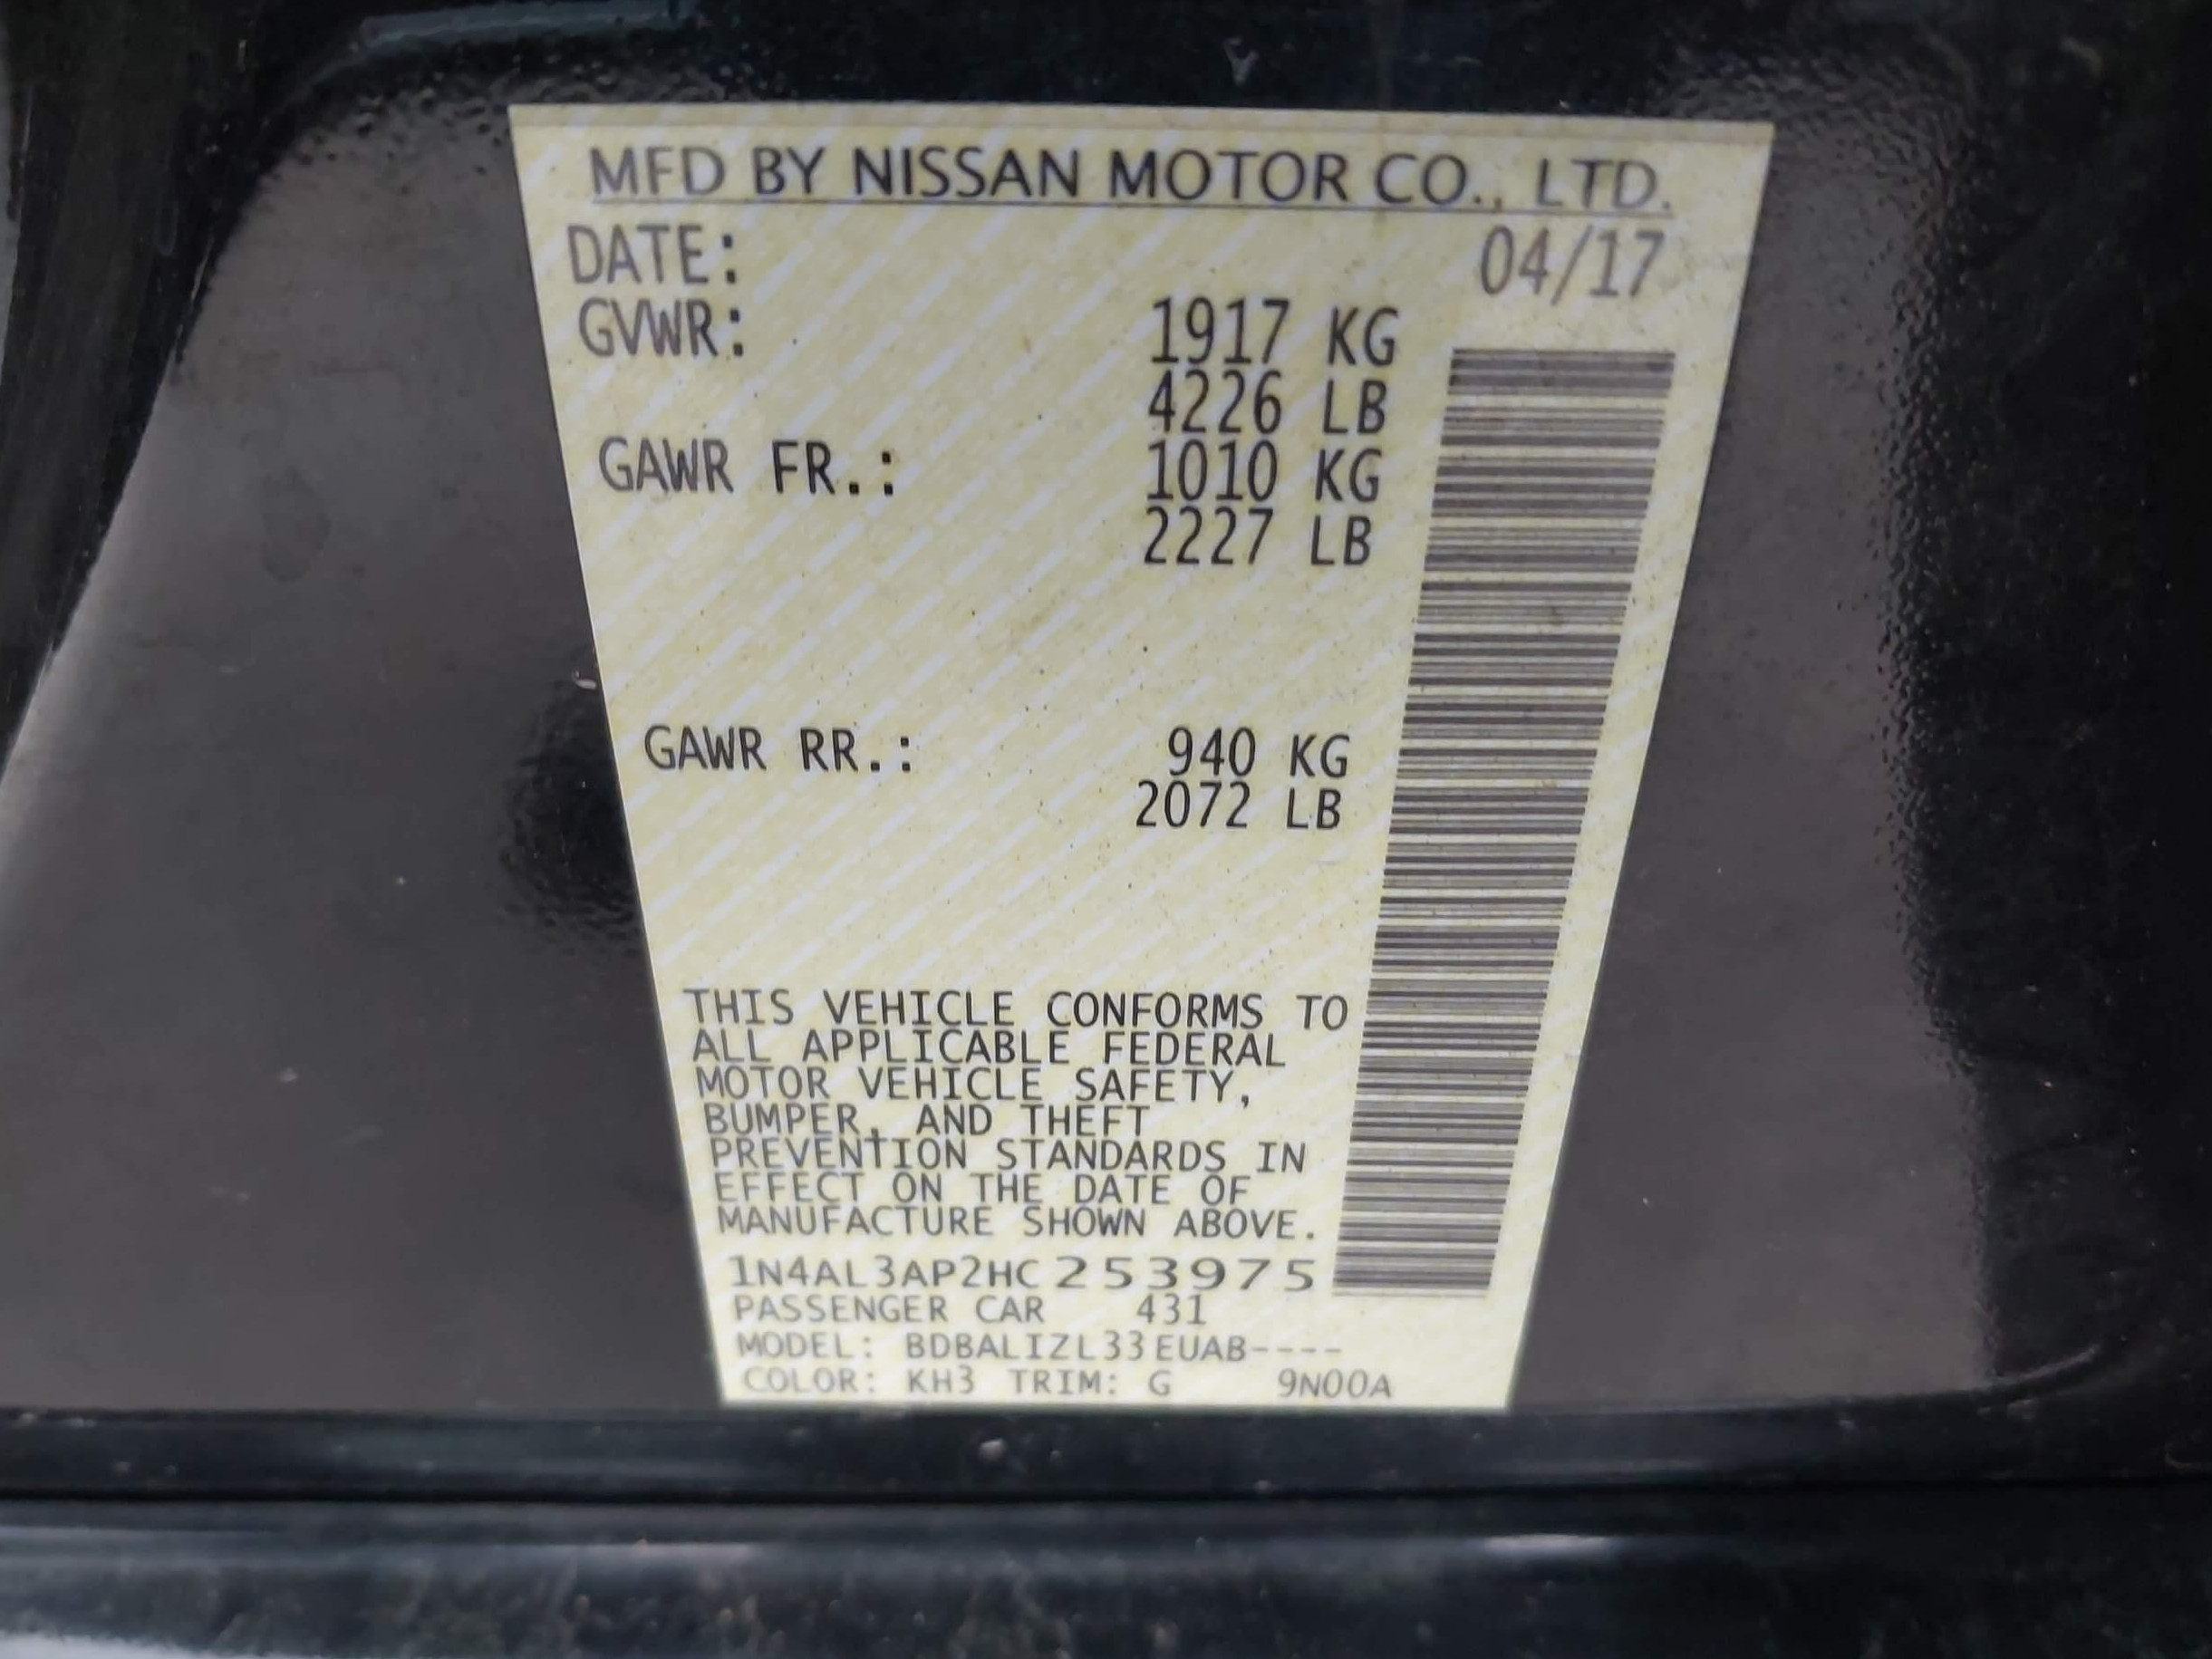 MFD BY NISSAN MOTOR CO., LTD.
DATE: 04/17
GVWR: 1917 KG
4226 LB
GAWR FR.: 1010 KG
2227 LB
GAWR RR.: 940 KG
2072 LB
THIS VEHICLE CONFORMS TO
ALL APPLICABLE FEDERAL
MOTOR VEHICLE SAFETY,
BUMPER, AND THEFT
PREVENTION STANDARDS IN
EFFECT ON THE DATE OF
MANUFACTURE SHOWN ABOVE.
1N4AL3AP2HC253975
PASSENGER CAR 431
MODEL: BDBALIZL33EUAB----
COLOR: KH3 TRIM: G 9N00A